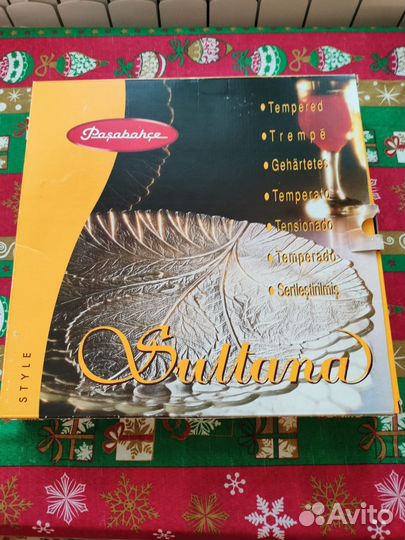 Paşabahçe
• Tempered
• Trempé
• Gehärtetes
• Temperato
• Tensionado
• Temperado
• Sertleştirilmiş
STYLE
Sultana
Avito